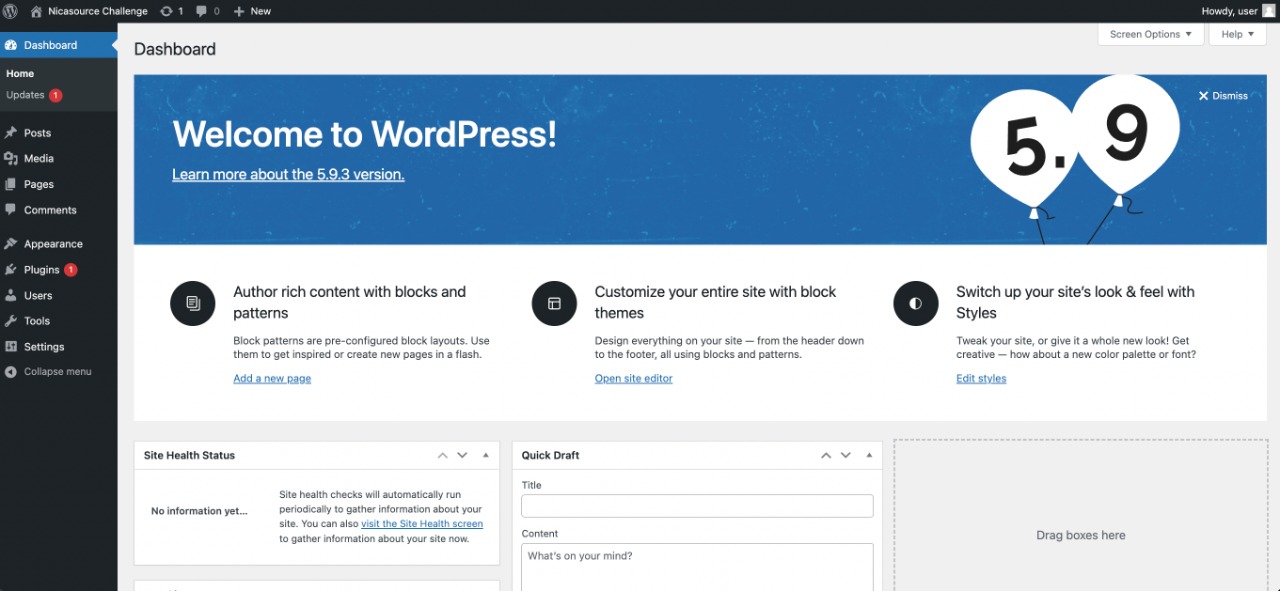 Nicasource Challenge 1 0 New Howdy, user
Dashboard
Home
Updates 1
Posts
Media
Pages
Comments
Appearance
Plugins 1
Users
Tools
Settings
Collapse menu
Screen Options Help
Dashboard
Dismiss
Welcome to WordPress!
Learn more about the 5.9.3 version.
5.9
Author rich content with blocks and
patterns
Block patterns are pre-configured block layouts. Use
them to get inspired or create new pages in a flash.
Add a new page
Customize your entire site with block
themes
Design everything on your site — from the header down
to the footer, all using blocks and patterns.
Open site editor
Switch up your site's look & feel with
Styles
Tweak your site, or give it a whole new look! Get
creative — how about a new color palette or font?
Edit styles
Site Health Status
No information yet...
Site health checks will automatically run
periodically to gather information about your
site. You can also visit the Site Health screen
to gather information about your site now.
Quick Draft
Title
Content
What's on your mind?
Drag boxes here